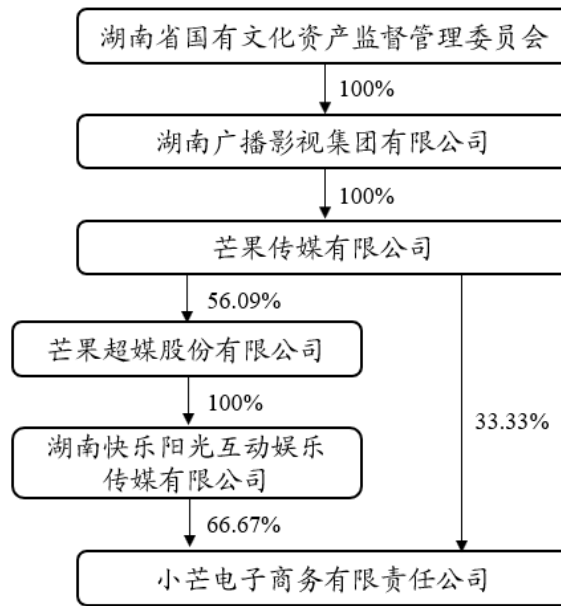 湖南省国有文化资产监督管理委员会
100%
湖南广播影视集团有限公司
100%
芒果传媒有限公司
56.09%
芒果超媒股份有限公司
100%
33.33%
湖南快乐阳光互动娱乐
传媒有限公司
66.67%
小芒电子商务有限责任公司